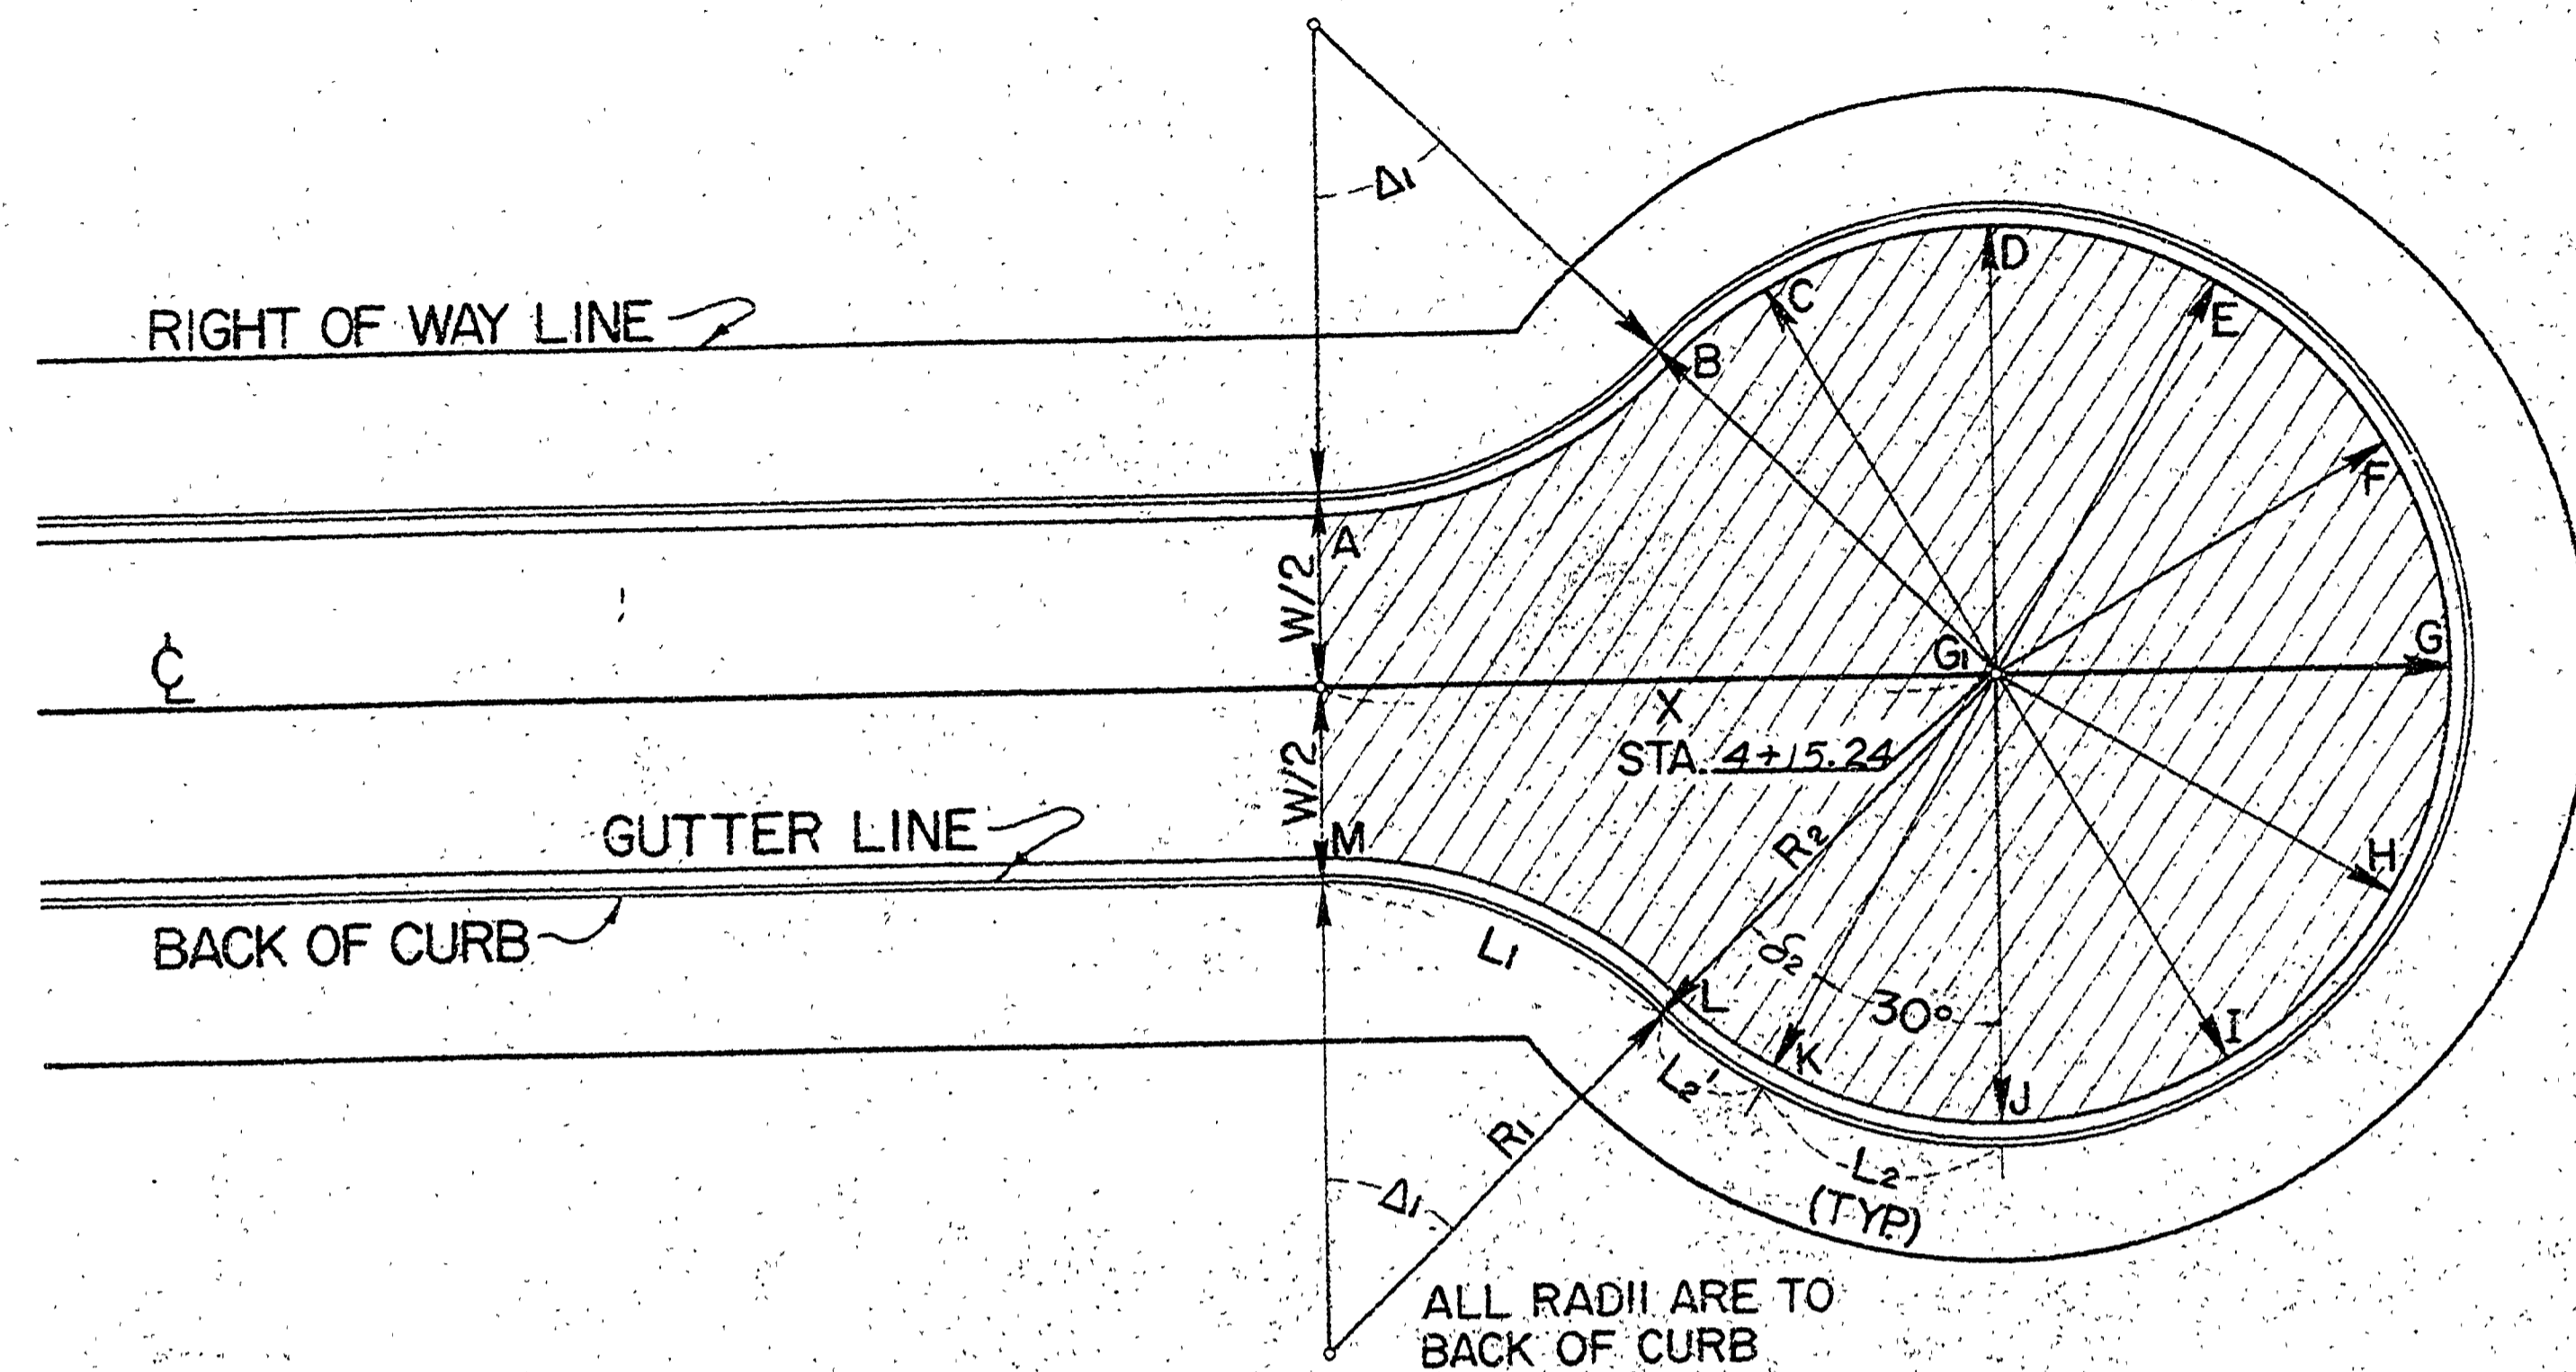 Δ1
D
C
E
RIGHT OF WAY LINE
B
F
A
W/2
G1
G
℄
X
STA. 4+15.24
W/2
GUTTER LINE
M
R2
H
BACK OF CURB
L1
δ2
L
30°
I
K
J
L2'
R1
L2
(TYP.)
Δ1
ALL RADII ARE TO
BACK OF CURB